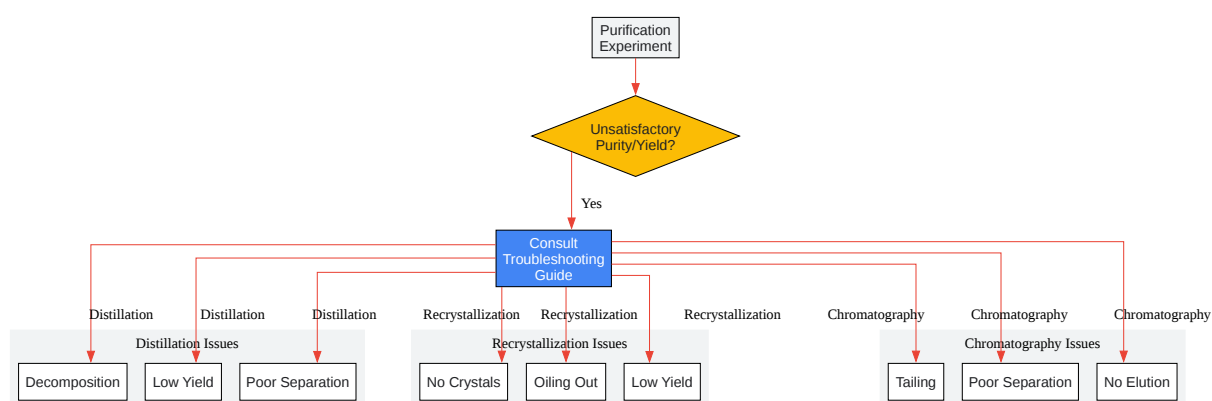 Purification
Experiment
Unsatisfactory
Purity/Yield?
Yes
Consult
Troubleshooting
Guide
Distillation
Distillation
Distillation
Recrystallization
Recrystallization
Recrystallization
Chromatography
Chromatography
Chromatography
Distillation Issues
Recrystallization Issues
Chromatography Issues
Decomposition
Low Yield
Poor Separation
No Crystals
Oiling Out
Low Yield
Tailing
Poor Separation
No Elution